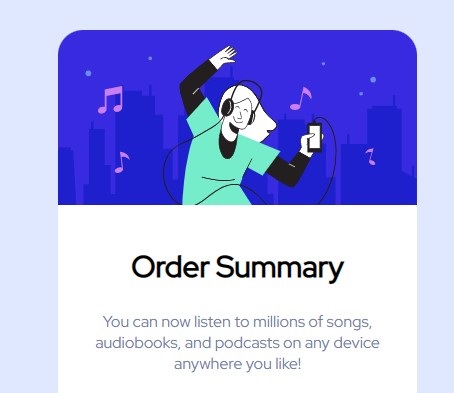 Order Summary
You can now listen to millions of songs,
audiobooks, and podcasts on any device
anywhere you like!